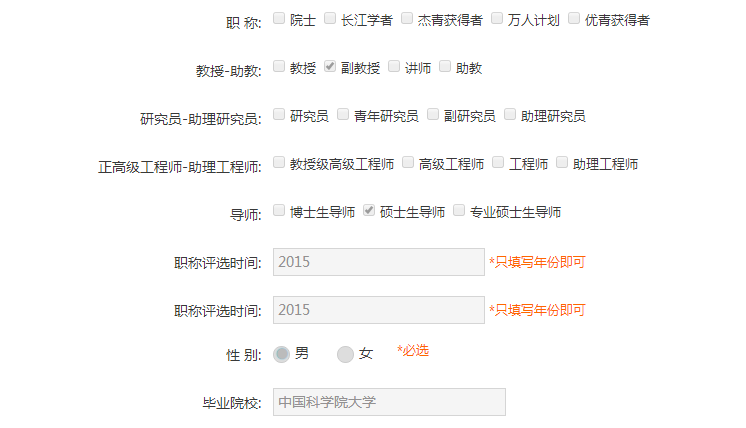 职 称: 院士 长江学者 杰青获得者 万人计划 优青获得者
教授-助教: 教授 副教授 讲师 助教
研究员-助理研究员: 研究员 青年研究员 副研究员 助理研究员
正高级工程师-助理工程师: 教授级高级工程师 高级工程师 工程师 助理工程师
导师: 博士生导师 硕士生导师 专业硕士生导师
职称评选时间: 2015 *只填写年份即可
职称评选时间: 2015 *只填写年份即可
性 别: 男 女 *必选
毕业院校: 中国科学院大学